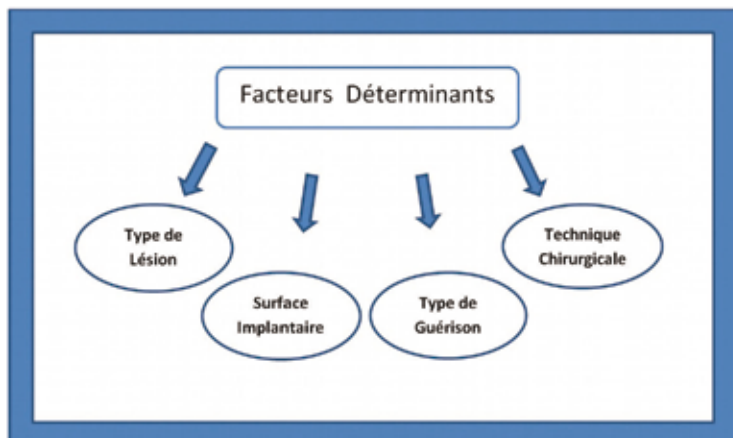 Facteurs Déterminants
Type de
Lésion
Surface
Implantaire
Type de
Guérison
Technique
Chirurgicale